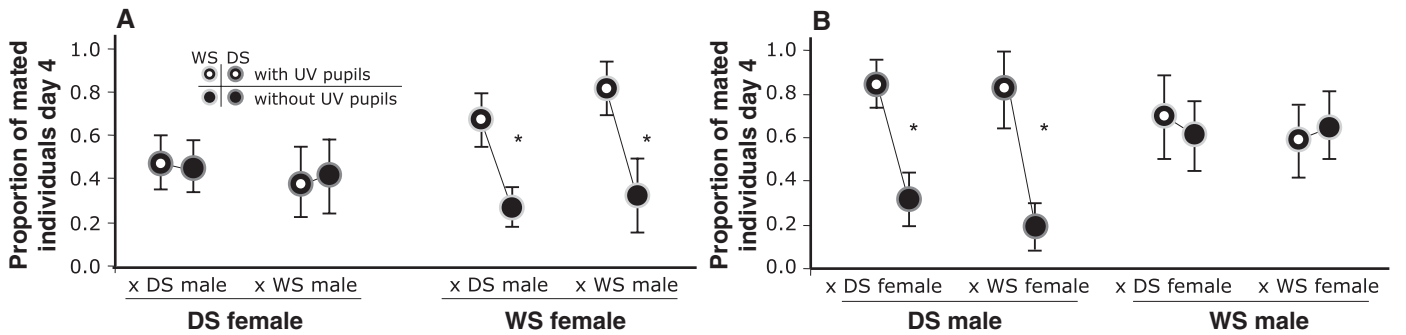 A
Proportion of mated
individuals day 4
1.0
0.8
0.6
0.4
0.2
0.0
WS DS
with UV pupils
without UV pupils
*
*
x DS male
x WS male
x DS male
x WS male
DS female
WS female
B
Proportion of mated
individuals day 4
1.0
0.8
0.6
0.4
0.2
0.0
*
*
x DS female
x WS female
x DS female
x WS female
DS male
WS male